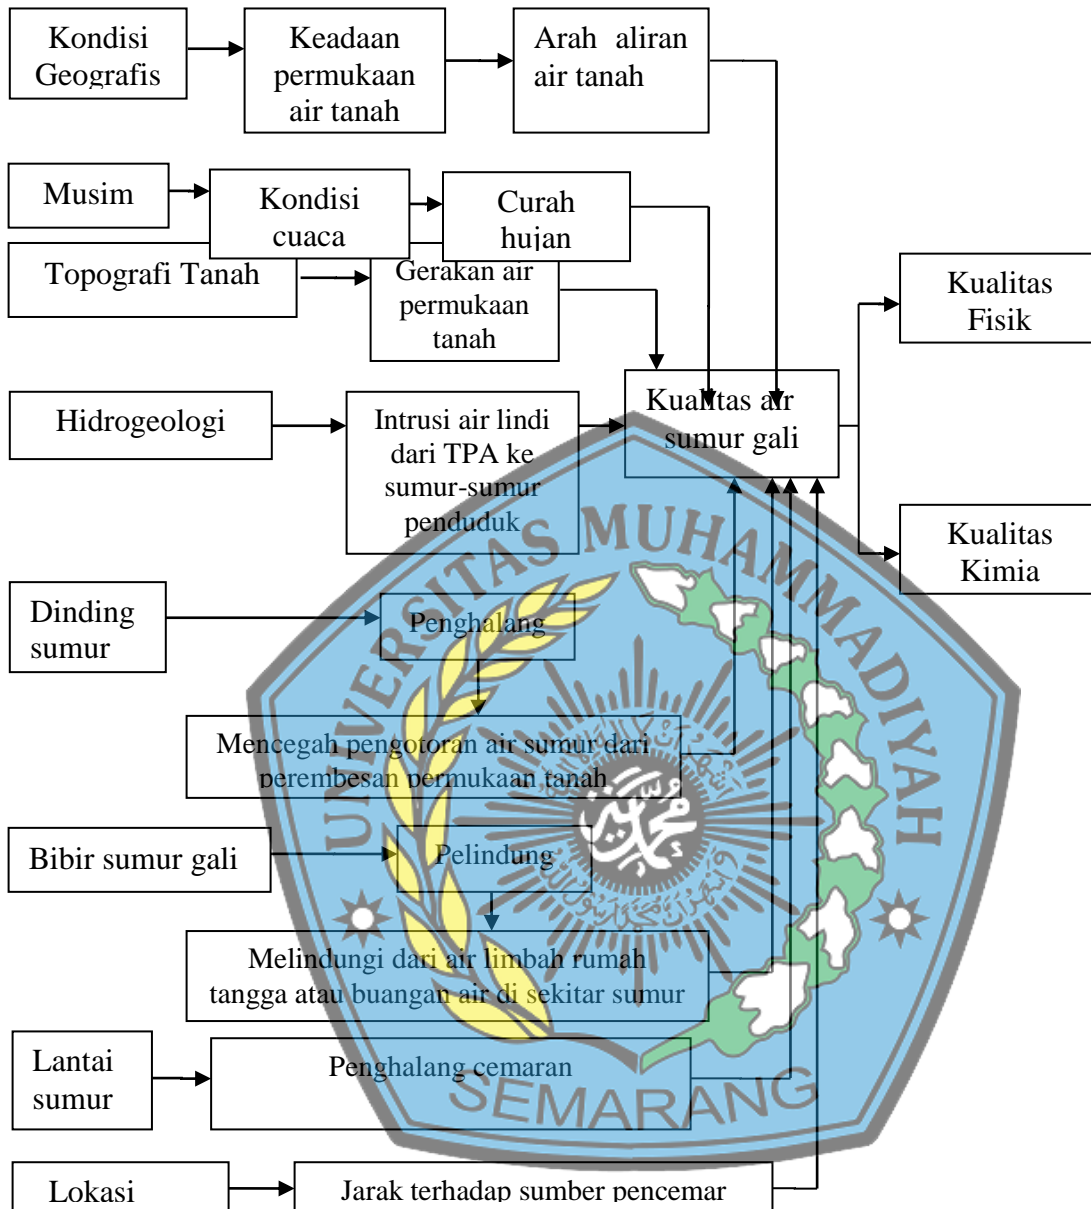 Kondisi
Geografis
Keadaan
permukaan
air tanah
Arah aliran
air tanah
Musim
Kondisi
cuaca
Curah
hujan
Topografi Tanah
Gerakan air
permukaan
tanah
Kualitas
Fisik
Hidrogeologi
Intrusi air lindi
dari TPA ke
sumur-sumur
penduduk
Kualitas air
sumur gali
Kualitas
Kimia
Dinding
sumur
Penghalang
Mencegah pengotoran air sumur dari
perembesan permukaan tanah
Bibir sumur gali
Pelindung
Melindungi dari air limbah rumah
tangga atau buangan air di sekitar sumur
Lantai
sumur
Penghalang cemaran
Lokasi
Jarak terhadap sumber pencemar
UNIVERSITAS MUHAMMADIYAH
SEMARANG